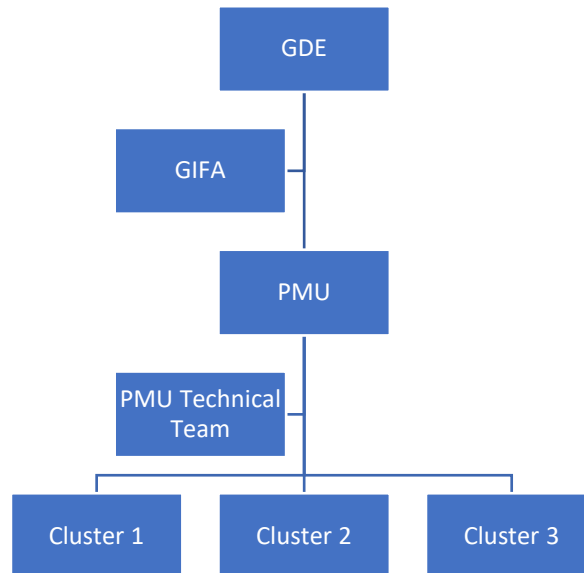 GDE
GIFA
PMU
PMU Technical
Team
Cluster 1
Cluster 2
Cluster 3